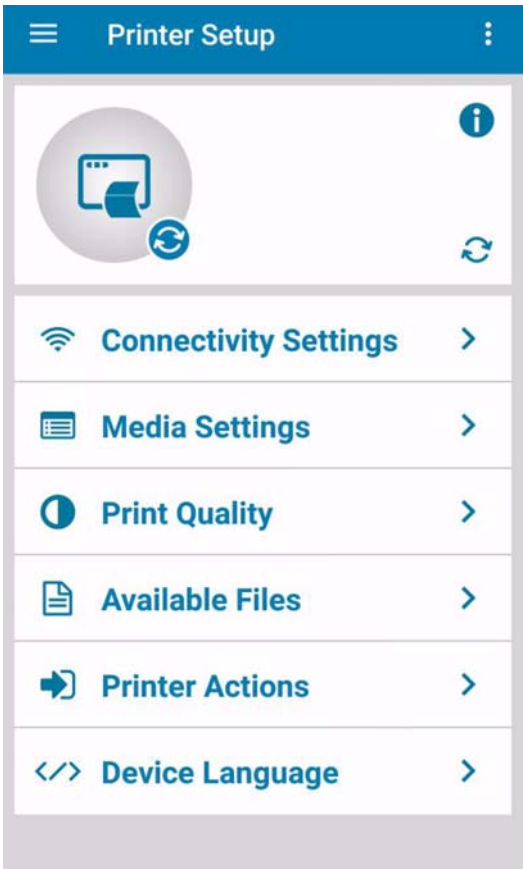 Printer Setup
Connectivity Settings
Media Settings
Print Quality
Available Files
Printer Actions
Device Language